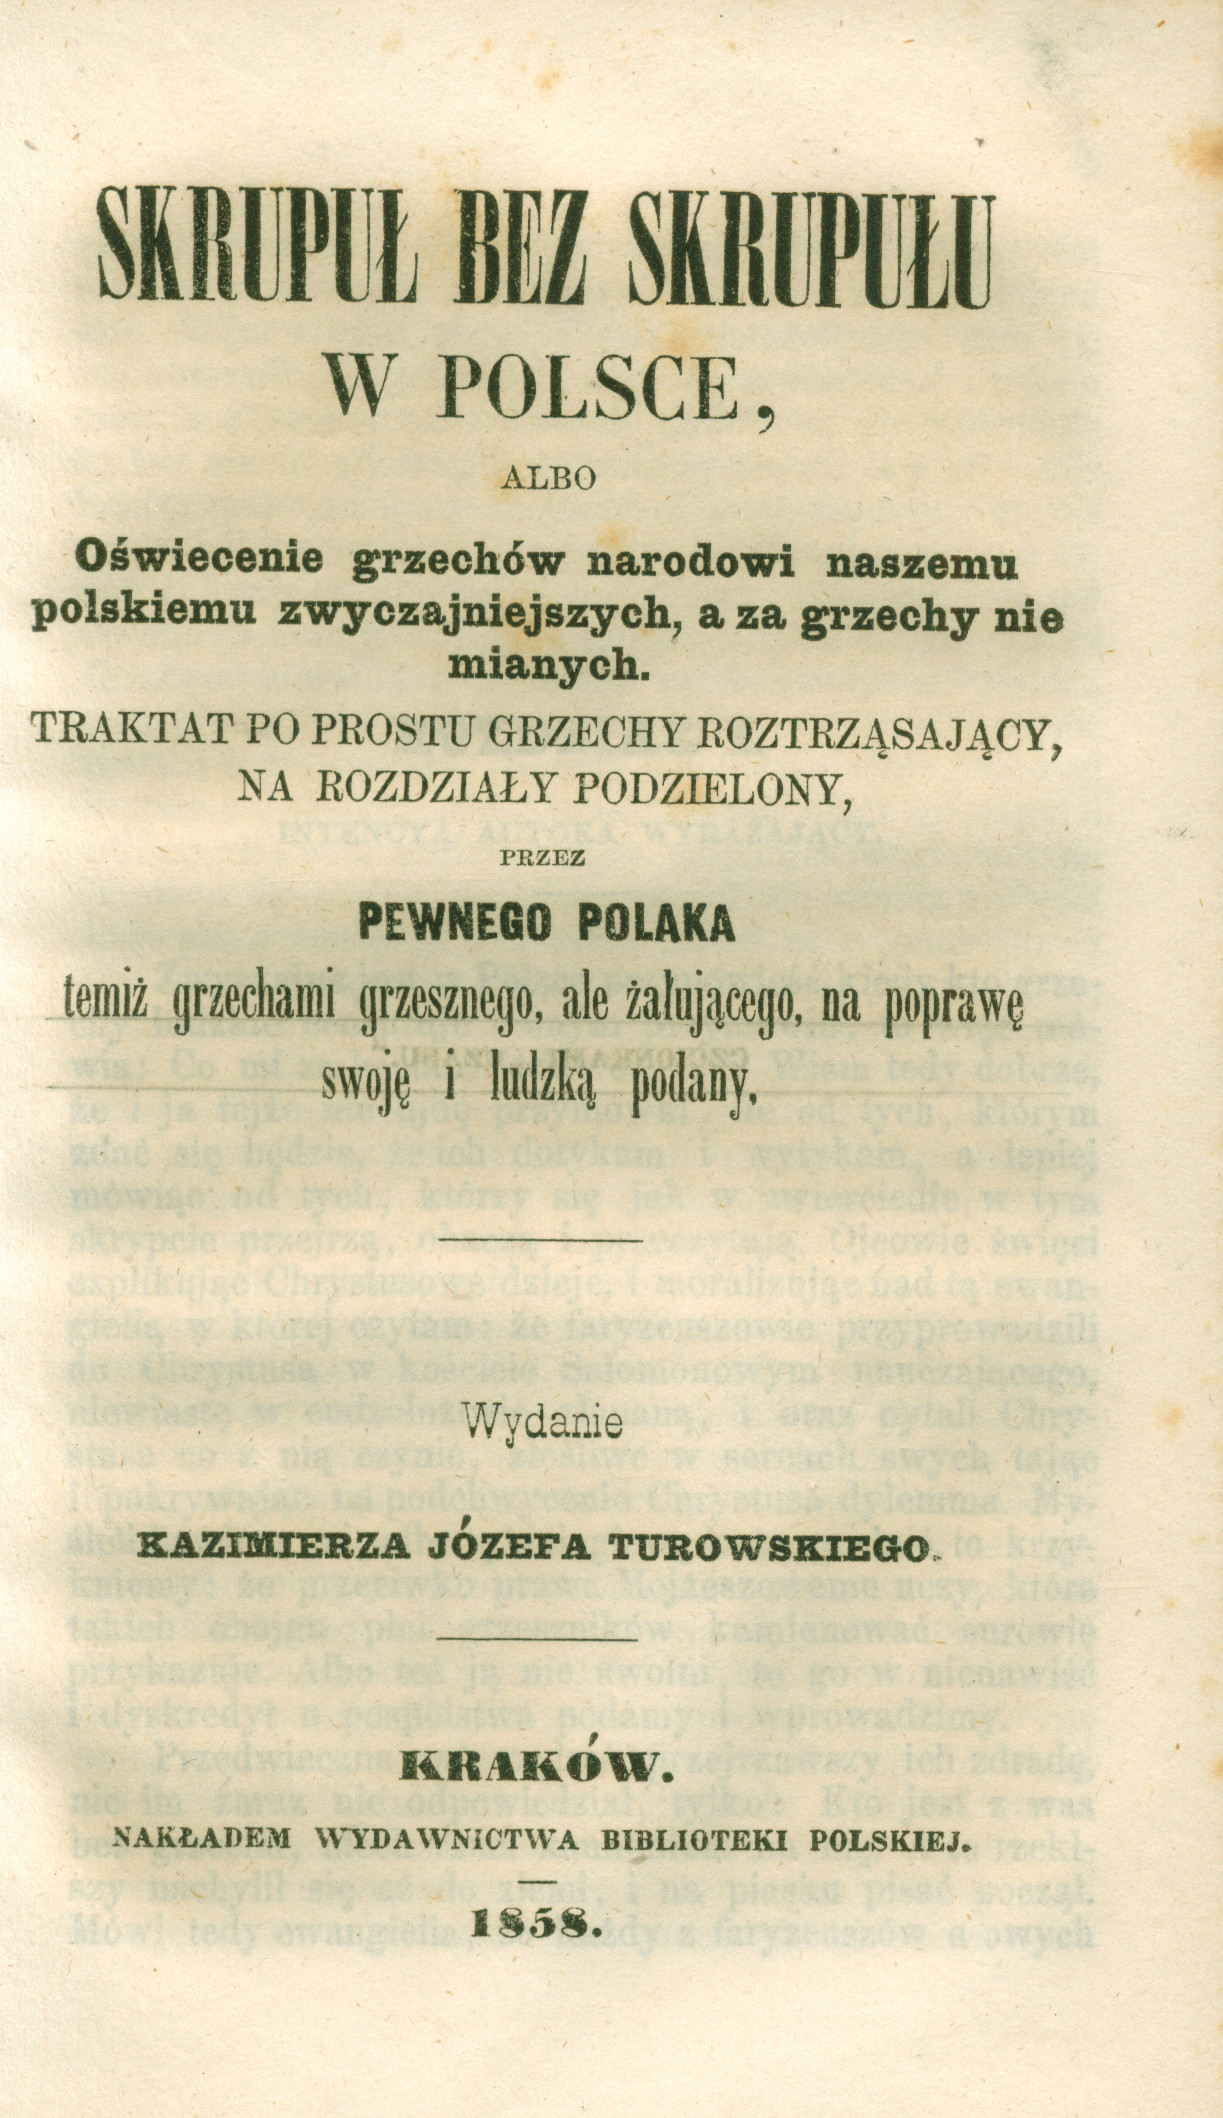 SKRUPUŁ BEZ SKRUPUŁU
W POLSCE,
ALBO
Oświecenie grzechów narodowi naszemu
polskiemu zwyczajniejszych, a za grzechy nie
mianych.
TRAKTAT PO PROSTU GRZECHY ROZTRZĄSAJĄCY,
NA ROZDZIAŁY PODZIELONY,
PRZEZ
PEWNEGO POLAKA
temiż grzechami grzesznego, ale żałującego, na poprawę
swoję i ludzką podany,
Wydanie
KAZIMIERZA JÓZEFA TUROWSKIEGO.
KRAKÓW.
NAKŁADEM WYDAWNICTWA BIBLIOTEKI POLSKIEJ.
1858.